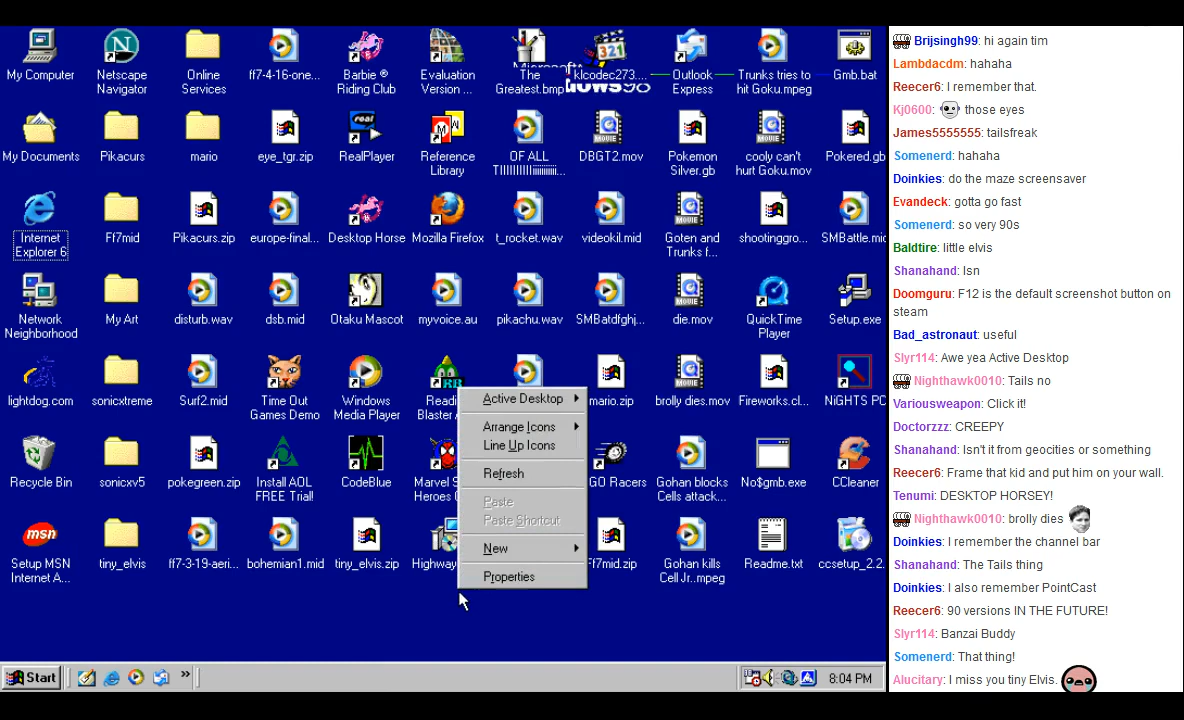 My Computer
Netscape
Navigator
Online
Services
ff7-4-16-one...
Barbie ®
Riding Club
Evaluation
Version ...
The
Greatest.bmp
klcodec273....
Outlook
Express
Trunks tries to
hit Goku.mpeg
Gmb.bat
My Documents
Pikacurs
mario
eye_tgr.zip
real
RealPlayer
Reference
Library
OF ALL
TIIIIIIIIIIiiiiiiiiii...
DBGT2.mov
Pokemon
Silver.gb
cooly can't
hurt Goku.mov
Pokered.gb
Internet
Explorer 6
Ff7mid
Pikacurs.zip
europe-final...
Desktop Horse
Mozilla Firefox
t_rocket.wav
videokil.mid
Goten and
Trunks f...
shootinggro...
SMBattle.mid
Network
Neighborhood
My Art
disturb.wav
dsb.mid
Otaku Mascot
myvoice.au
pikachu.wav
SMBatdfghj...
die.mov
QuickTime
Player
Setup.exe
lightdog.com
sonicxtreme
Surf2.mid
Time Out
Games Demo
Windows
Media Player
Readi
Blaster
mario.zip
brolly dies.mov
Fireworks.cl...
NiGHTS PC
Recycle Bin
sonicxv5
pokegreen.zip
Install AOL
FREE Trial!
CodeBlue
Marvel S
Heroes
GO Racers
Gohan blocks
Cells attack...
No$gmb.exe
CCleaner
msn
Setup MSN
Internet A...
tiny_elvis
ff7-3-19-aeri...
bohemian1.mid
tiny_elvis.zip
Highway
Ff7mid.zip
Gohan kills
Cell Jr..mpeg
Readme.txt
ccsetup_2.2...
Active Desktop
Arrange Icons
Line Up Icons
Refresh
Paste
Paste Shortcut
New
Properties
Start
»
8:04 PM
Brijsingh99: hi again tim
Lambdacdm: hahaha
Reecer6: I remember that.
Kj0600: those eyes
James5555555: tailsfreak
Somenerd: hahaha
Doinkies: do the maze screensaver
Evandeck: gotta go fast
Somenerd: so very 90s
Baldtire: little elvis
Shanahand: Isn
Doomguru: F12 is the default screenshot button on
steam
Bad_astronaut: useful
Slyr114: Awe yea Active Desktop
Nighthawk0010: Tails no
Variousweapon: Click it!
Doctorzzz: CREEPY
Shanahand: Isn't it from geocities or something
Reecer6: Frame that kid and put him on your wall.
Tenumi: DESKTOP HORSEY!
Nighthawk0010: brolly dies
Doinkies: I remember the channel bar
Shanahand: The Tails thing
Doinkies: I also remember PointCast
Reecer6: 90 versions IN THE FUTURE!
Slyr114: Banzai Buddy
Somenerd: That thing!
Alucitary: I miss you tiny Elvis.